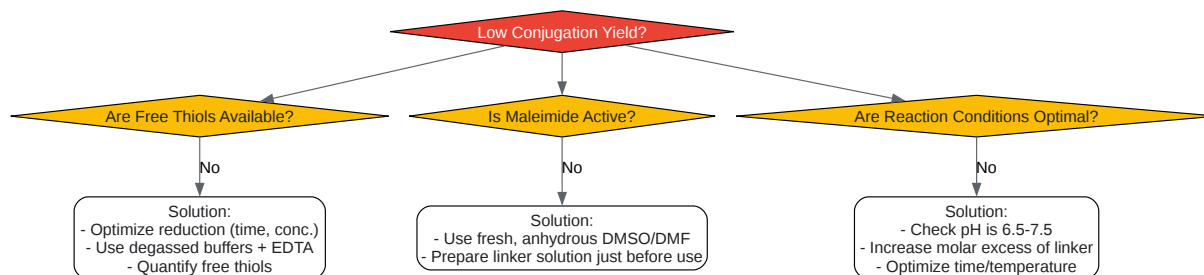 Low Conjugation Yield?
Are Free Thiols Available?
Is Maleimide Active?
Are Reaction Conditions Optimal?
No
No
No
Solution:
- Optimize reduction (time, conc.)
- Use degassed buffers + EDTA
- Quantify free thiols
Solution:
- Use fresh, anhydrous DMSO/DMF
- Prepare linker solution just before use
Solution:
- Check pH is 6.5-7.5
- Increase molar excess of linker
- Optimize time/temperature